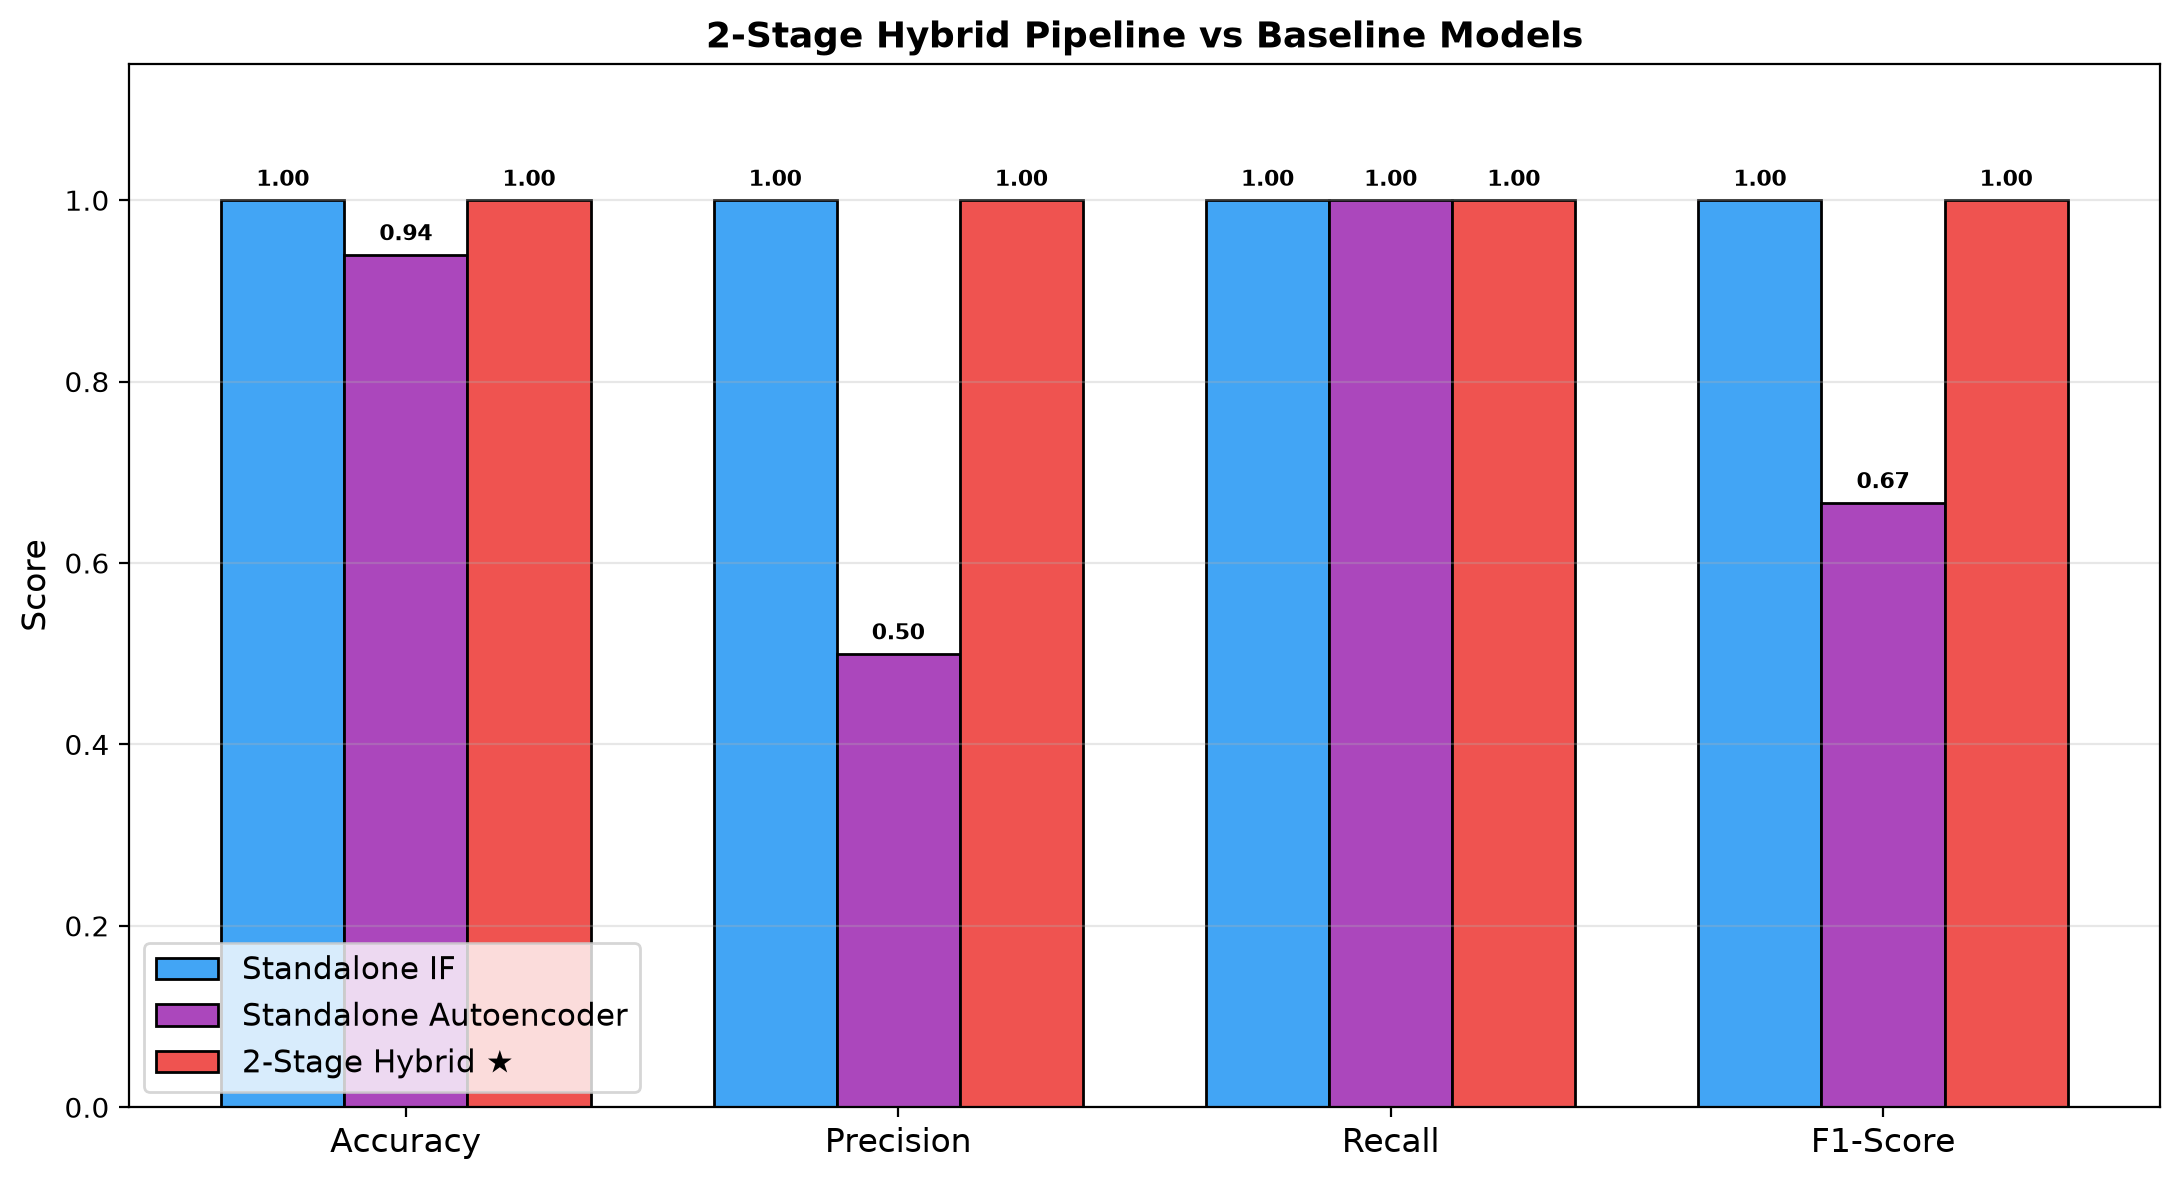 2-Stage Hybrid Pipeline vs Baseline Models
Score
1.0
0.8
0.6
0.4
0.2
0.0
1.00
0.94
1.00
1.00
0.50
1.00
1.00
1.00
1.00
1.00
0.67
1.00
Standalone IF
Standalone Autoencoder
2-Stage Hybrid ★
Accuracy
Precision
Recall
F1-Score